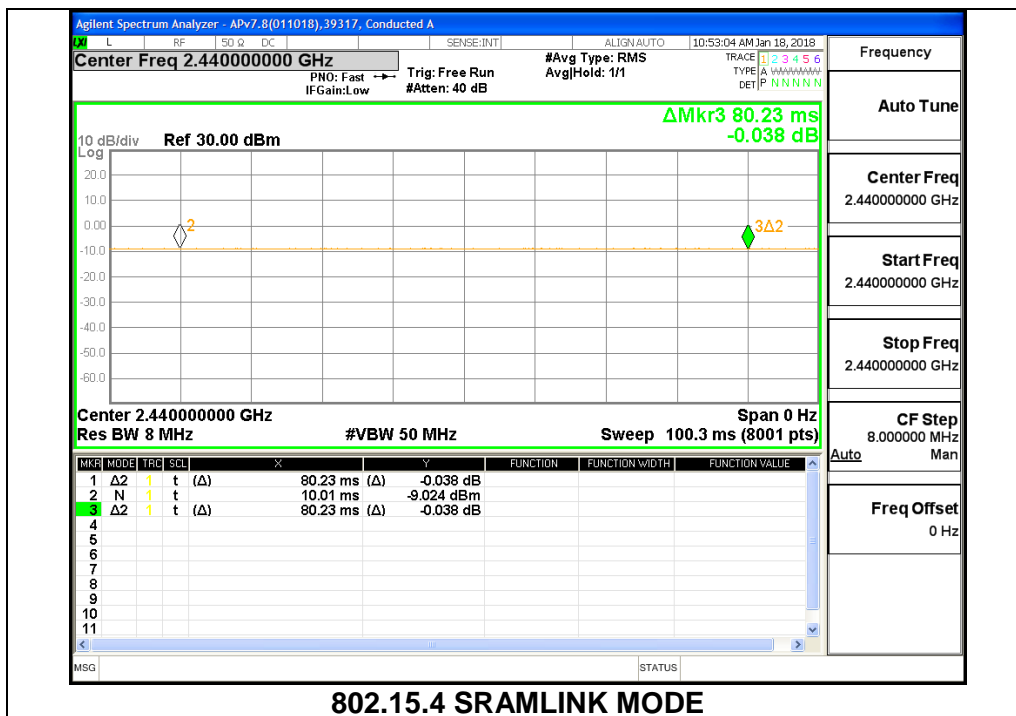 Agilent Spectrum Analyzer - APv7.8(011018),39317, Conducted A
LXI L RF 50 Ω DC SENSE:INT ALIGN AUTO 10:53:04 AM Jan 18, 2018
Center Freq 2.440000000 GHz
PNO: Fast
IFGain:Low
Trig: Free Run
#Atten: 40 dB
#Avg Type: RMS
Avg|Hold: 1/1
TRACE 1 2 3 4 5 6
TYPE A WWWWW
DET P N N N N N
ΔMkr3 80.23 ms
-0.038 dB
10 dB/div Ref 30.00 dBm
Log
20.0
10.0
0.00
-10.0
-20.0
-30.0
-40.0
-50.0
-60.0
2
3Δ2
Center 2.440000000 GHz Span 0 Hz
Res BW 8 MHz #VBW 50 MHz Sweep 100.3 ms (8001 pts)
MKR MODE TRC SCL X Y FUNCTION FUNCTION WIDTH FUNCTION VALUE
1 Δ2 1 t (Δ) 80.23 ms (Δ) -0.038 dB
2 N 1 t 10.01 ms -9.024 dBm
3 Δ2 1 t (Δ) 80.23 ms (Δ) -0.038 dB
4
5
6
7
8
9
10
11
MSG STATUS
Frequency
Auto Tune
Center Freq
2.440000000 GHz
Start Freq
2.440000000 GHz
Stop Freq
2.440000000 GHz
CF Step
8.000000 MHz
Auto Man
Freq Offset
0 Hz
802.15.4 SRAMLINK MODE